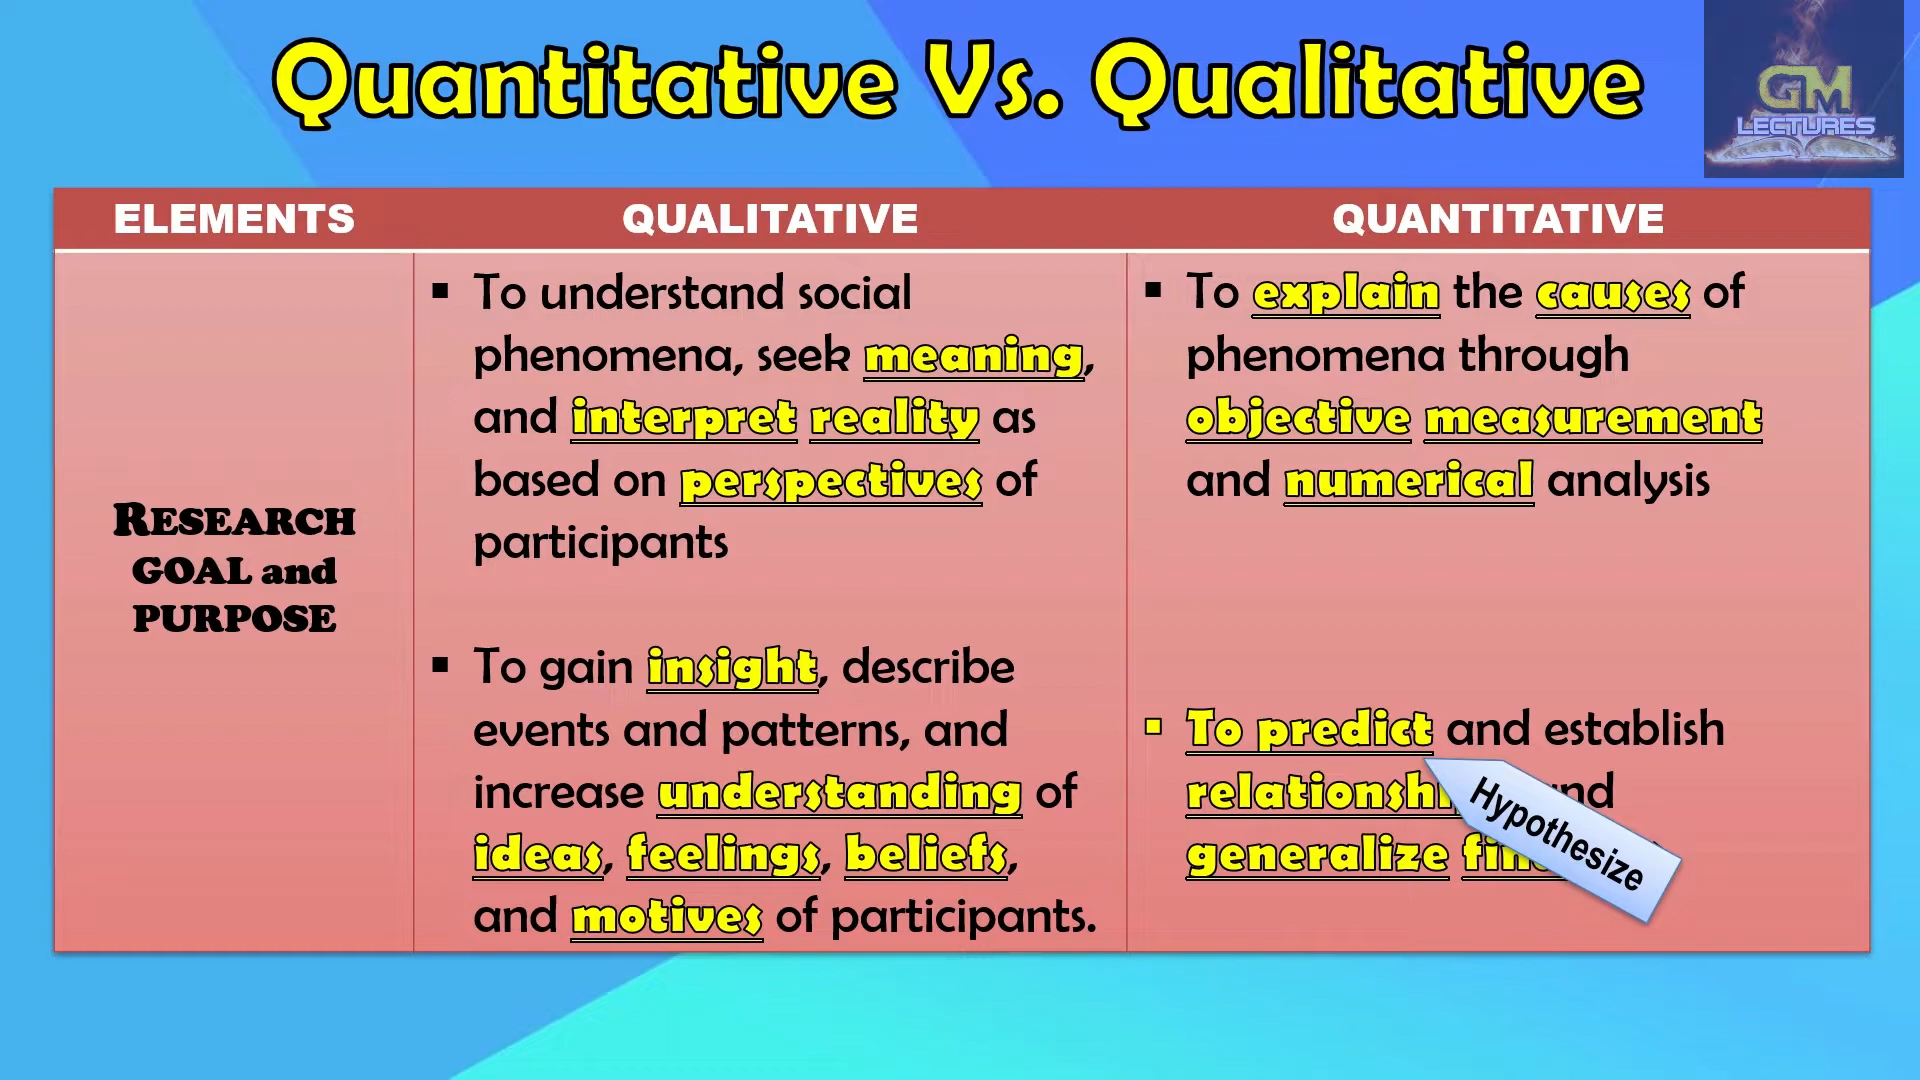 Quantitative Vs. Qualitative
GM
LECTURES
ELEMENTS
QUALITATIVE
QUANTITATIVE
RESEARCH
GOAL and
PURPOSE
▪ To understand social
phenomena, seek meaning,
and interpret reality as
based on perspectives of
participants
▪ To gain insight, describe
events and patterns, and
increase understanding of
ideas, feelings, beliefs,
and motives of participants.
▪ To explain the causes of
phenomena through
objective measurement
and numerical analysis
▪ To predict and establish
generalize
Hypothesize